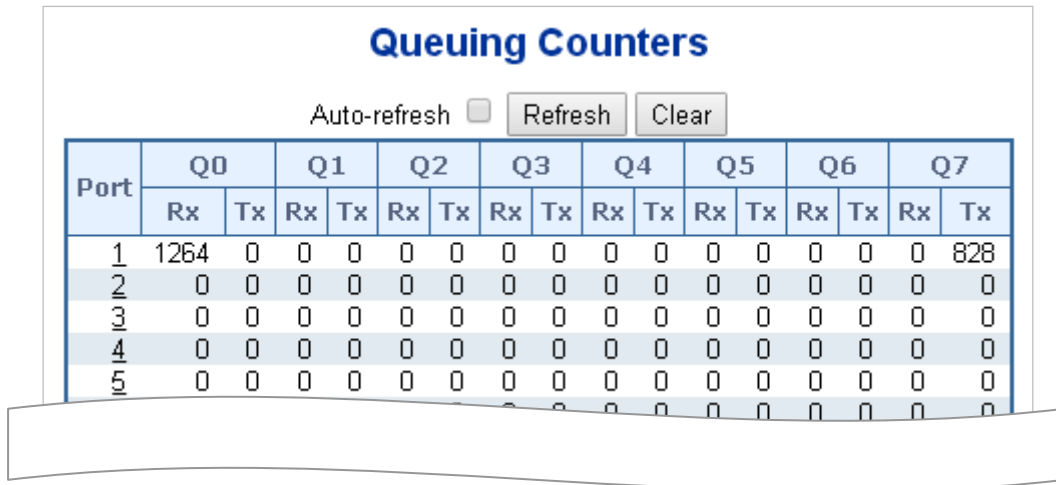 Queuing Counters
Auto-refresh Refresh Clear
Port Q0 Q1 Q2 Q3 Q4 Q5 Q6 Q7
Rx Tx Rx Tx Rx Tx Rx Tx Rx Tx Rx Tx Rx Tx Rx Tx
1 1264 0 0 0 0 0 0 0 0 0 0 0 0 0 0 828
2 0 0 0 0 0 0 0 0 0 0 0 0 0 0 0 0
3 0 0 0 0 0 0 0 0 0 0 0 0 0 0 0 0
4 0 0 0 0 0 0 0 0 0 0 0 0 0 0 0 0
5 0 0 0 0 0 0 0 0 0 0 0 0 0 0 0 0